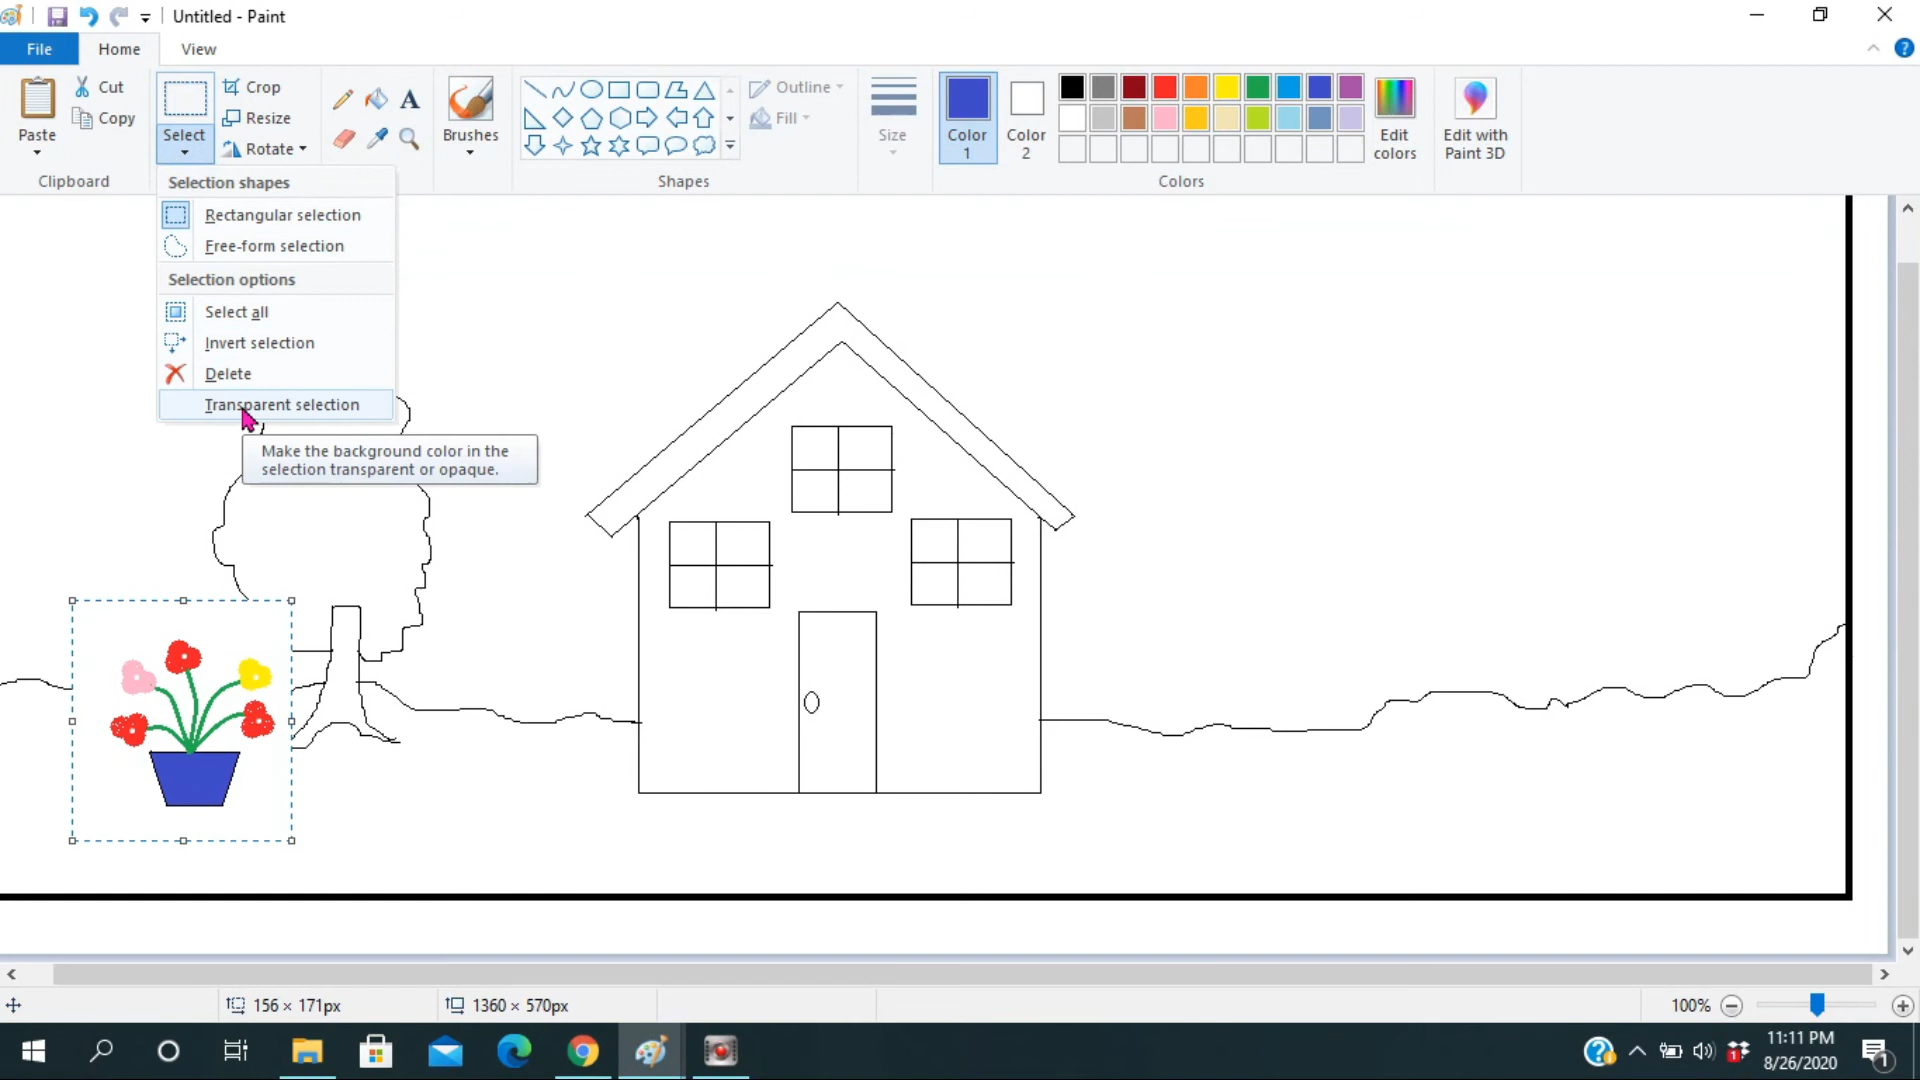 Untitled - Paint
File Home View
Paste
Cut
Copy
Clipboard
Select
Crop
Resize
Rotate
Brushes
Shapes
Outline
Fill
Size
Color
1
Color
2
Edit
colors
Colors
Edit with
Paint 3D
Selection shapes
Rectangular selection
Free-form selection
Selection options
Select all
Invert selection
Delete
Transparent selection
Make the background color in the
selection transparent or opaque.
156 × 171px
1360 × 570px
100%
11:11 PM
8/26/2020
1
1